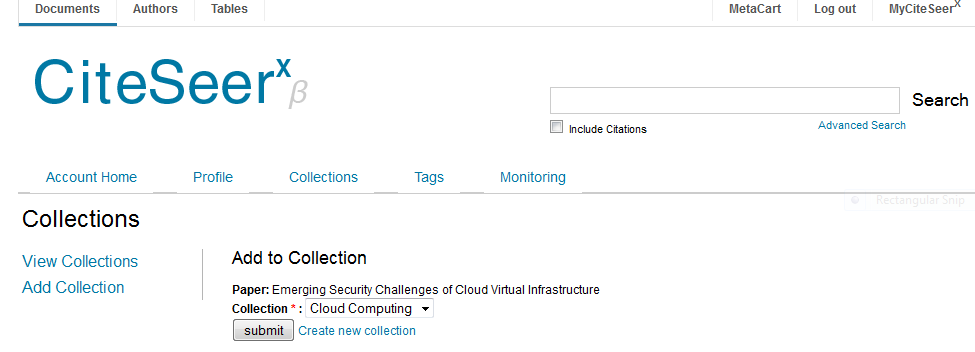 Documents Authors Tables MetaCart Log out MyCiteSeerX
CiteSeerX β
Search
Include Citations Advanced Search
Account Home Profile Collections Tags Monitoring
Rectangular Snip
Collections
View Collections
Add Collection
Add to Collection
Paper: Emerging Security Challenges of Cloud Virtual Infrastructure
Collection * : Cloud Computing
submit Create new collection